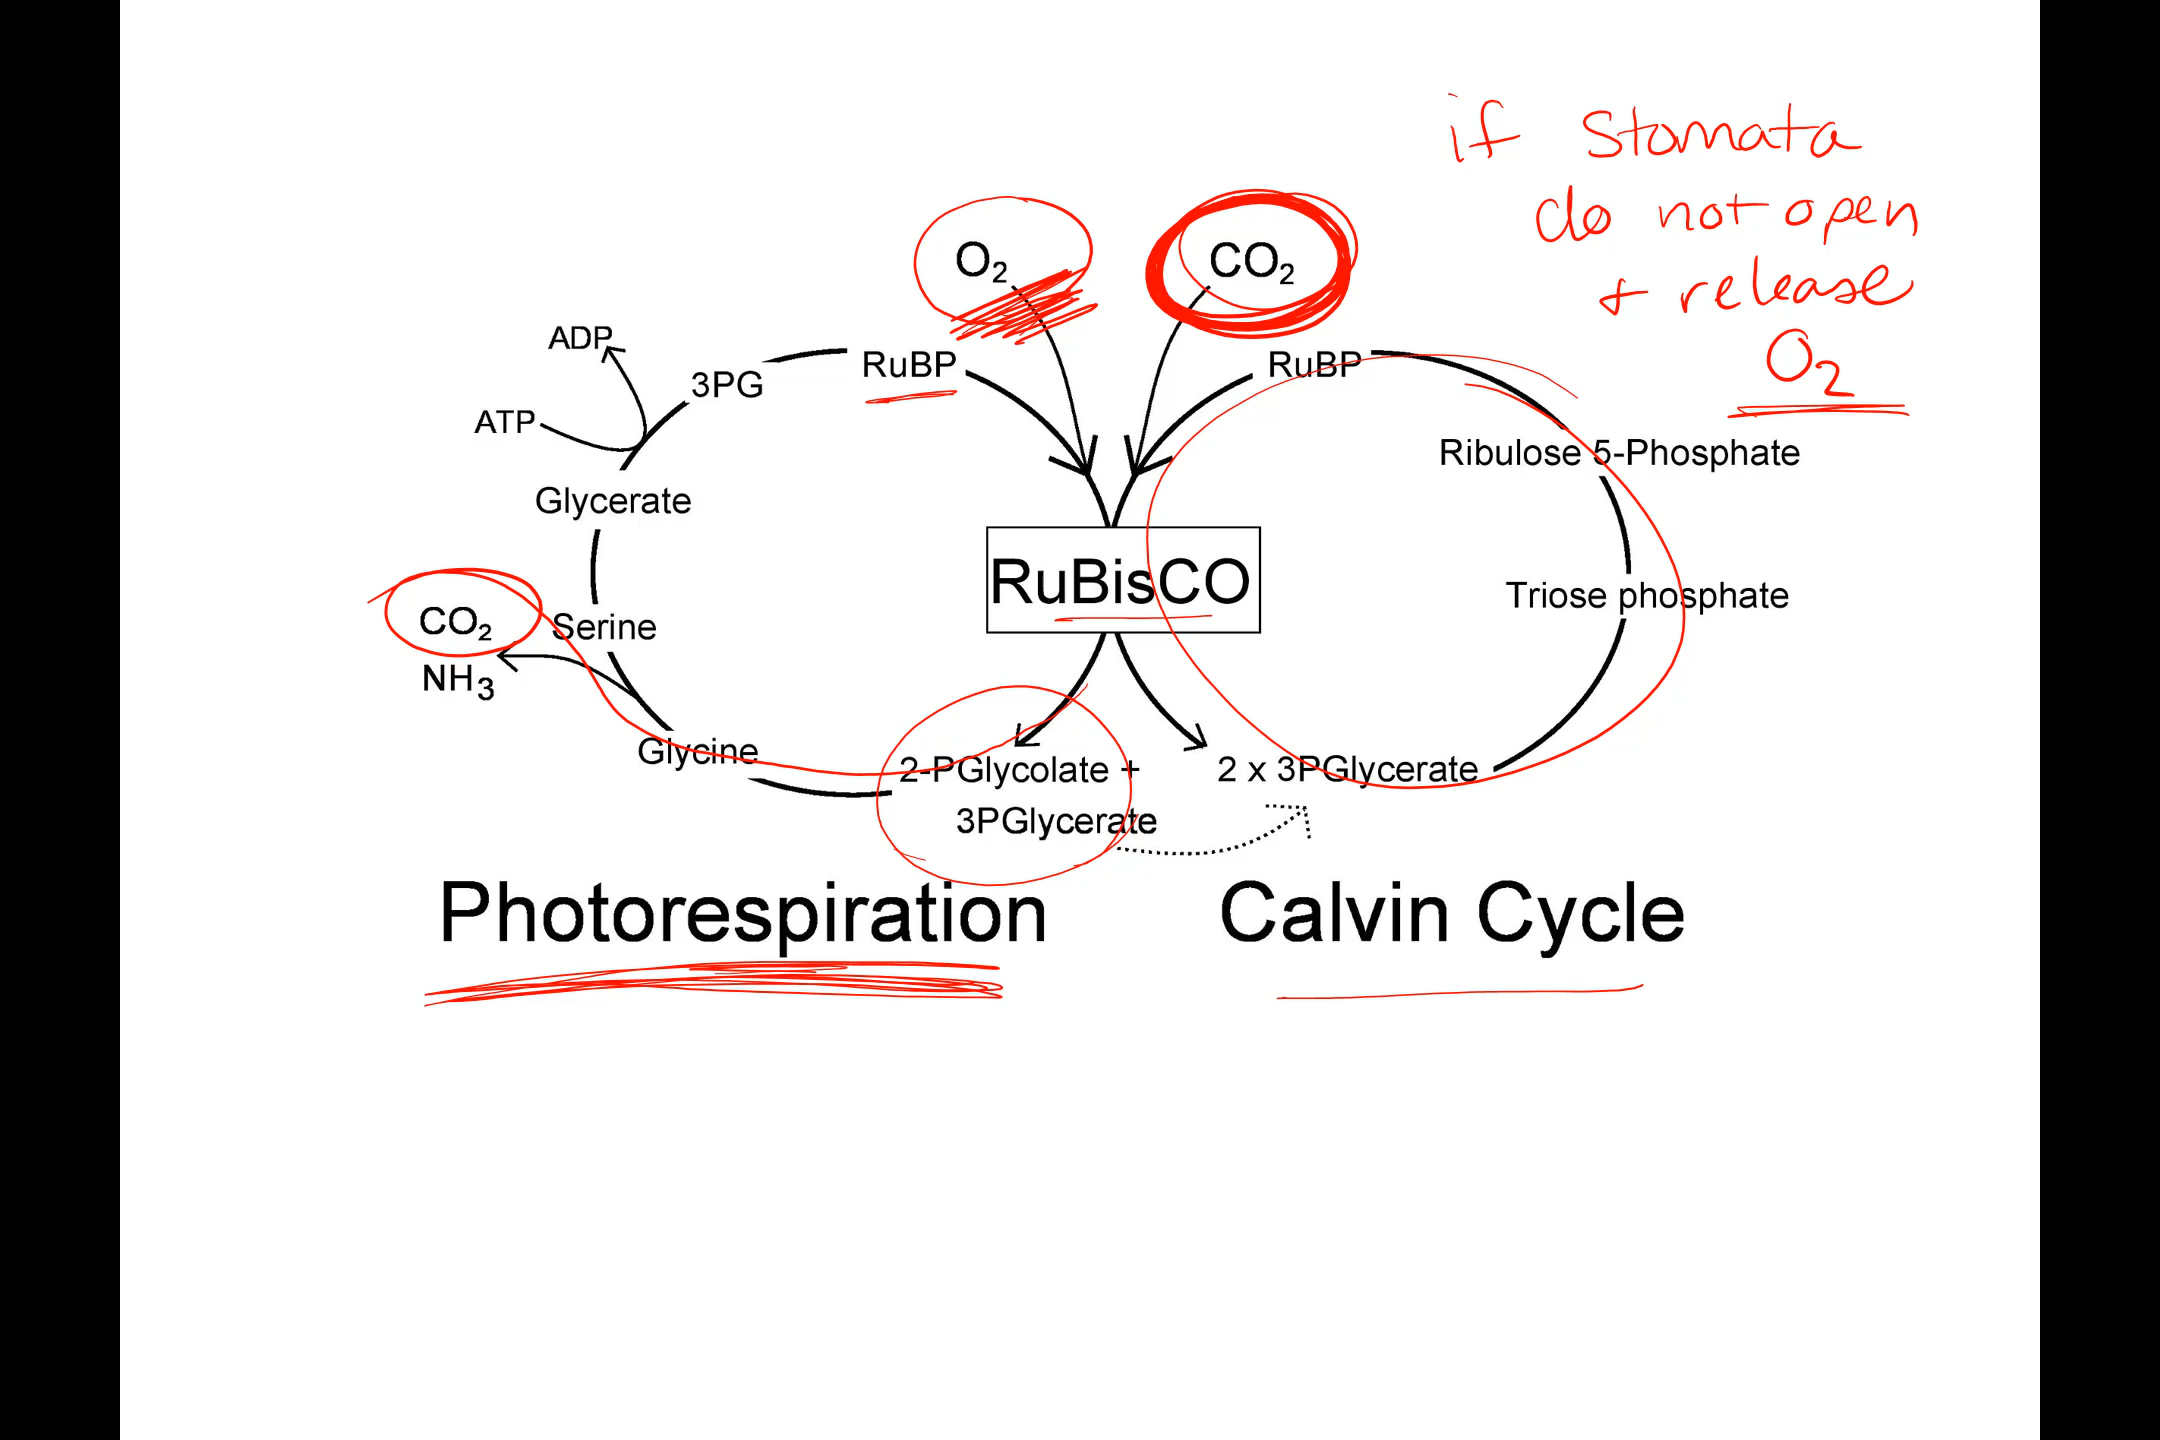 if stomata
do not open
+ release
O2
O₂
CO₂
ADP
3PG
RuBP
RuBP
ATP
Ribulose 5-Phosphate
Glycerate
RuBisCO
Triose phosphate
CO₂
Serine
NH₃
Glycine
2-PGlycolate +
2 x 3PGlycerate
3PGlycerate
Photorespiration
Calvin Cycle